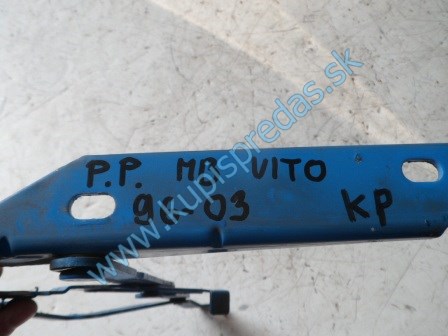 P.P. MB VITO
96-03 KP
www.kupispredas.sk